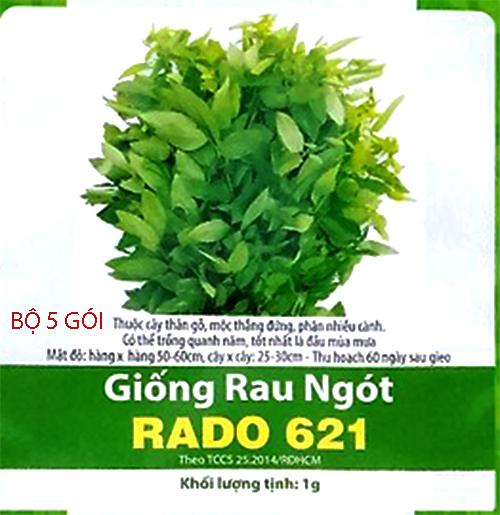 BỘ 5 GÓI
Thuộc cây thân gỗ, mọc thẳng đứng, phân nhiều cành.
Có thể trồng quanh năm, tốt nhất là đầu mùa mưa
Mật độ: hàng x hàng 50-60cm, cây x cây: 25-30cm - Thu hoạch 60 ngày sau gieo
Giống Rau Ngót
RADO 621
Theo TCCS 25:2014/RDHCM
Khối lượng tịnh: 1g